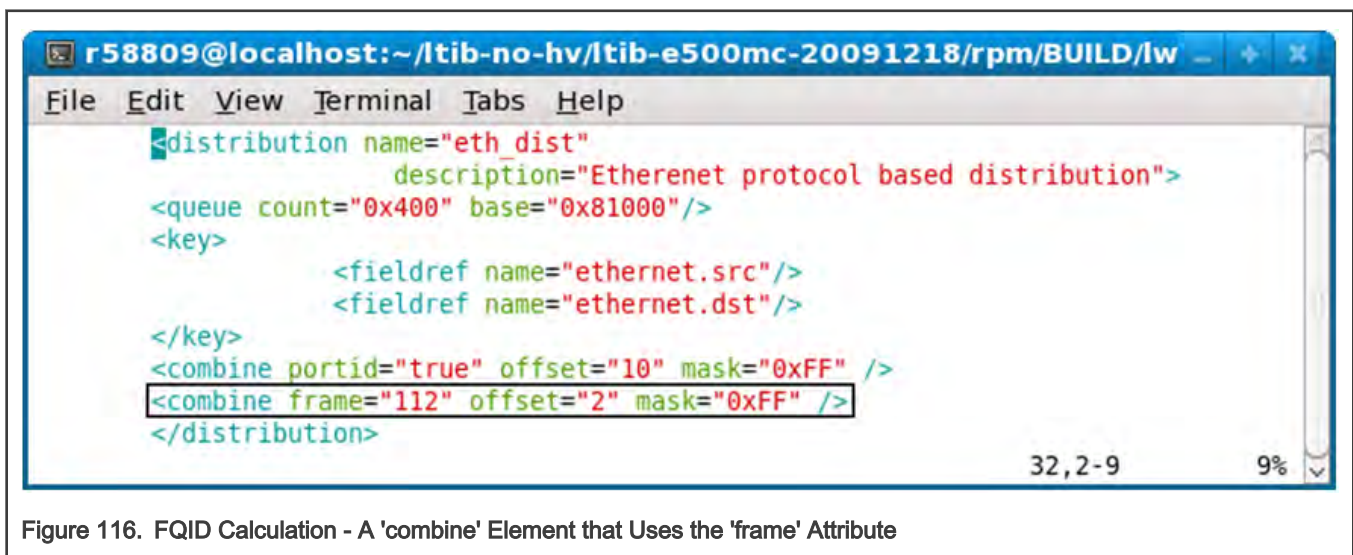 r58809@localhost:~/ltib-no-hv/ltib-e500mc-20091218/rpm/BUILD/lw
File Edit View Terminal Tabs Help
<distribution name="eth_dist"
description="Etherenet protocol based distribution">
<queue count="0x400" base="0x81000"/>
<key>
<fieldref name="ethernet.src"/>
<fieldref name="ethernet.dst"/>
</key>
<combine portid="true" offset="10" mask="0xFF" />
<combine frame="112" offset="2" mask="0xFF" />
</distribution>
32,2-9 9%
Figure 116. FQID Calculation - A 'combine' Element that Uses the 'frame' Attribute